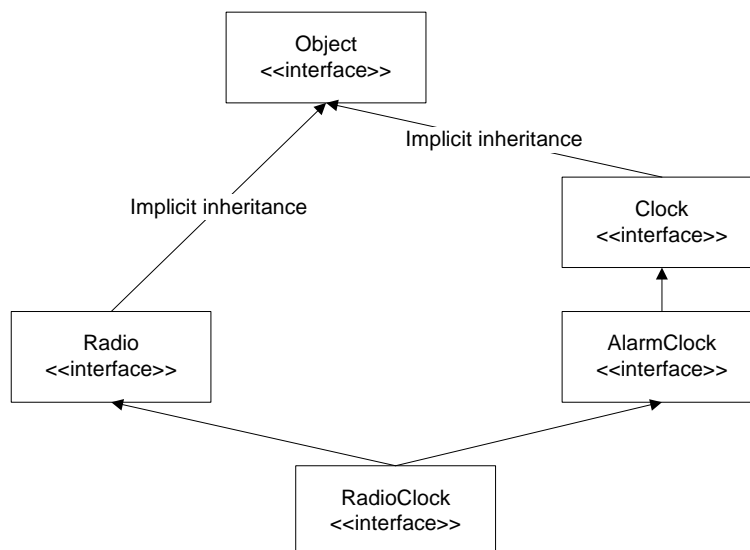 Object
<<interface>>
Implicit inheritance
Clock
<<interface>>
Implicit inheritance
Radio
<<interface>>
AlarmClock
<<interface>>
RadioClock
<<interface>>